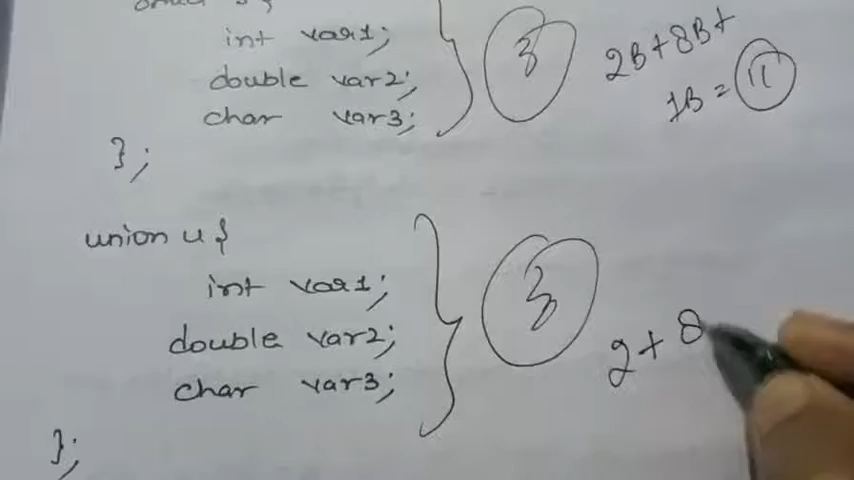 int var1;
double var2;
char var3;
};
3
2B+8B+
1B = 11
union u {
int var1;
double var2;
char var3;
};
3
2+8